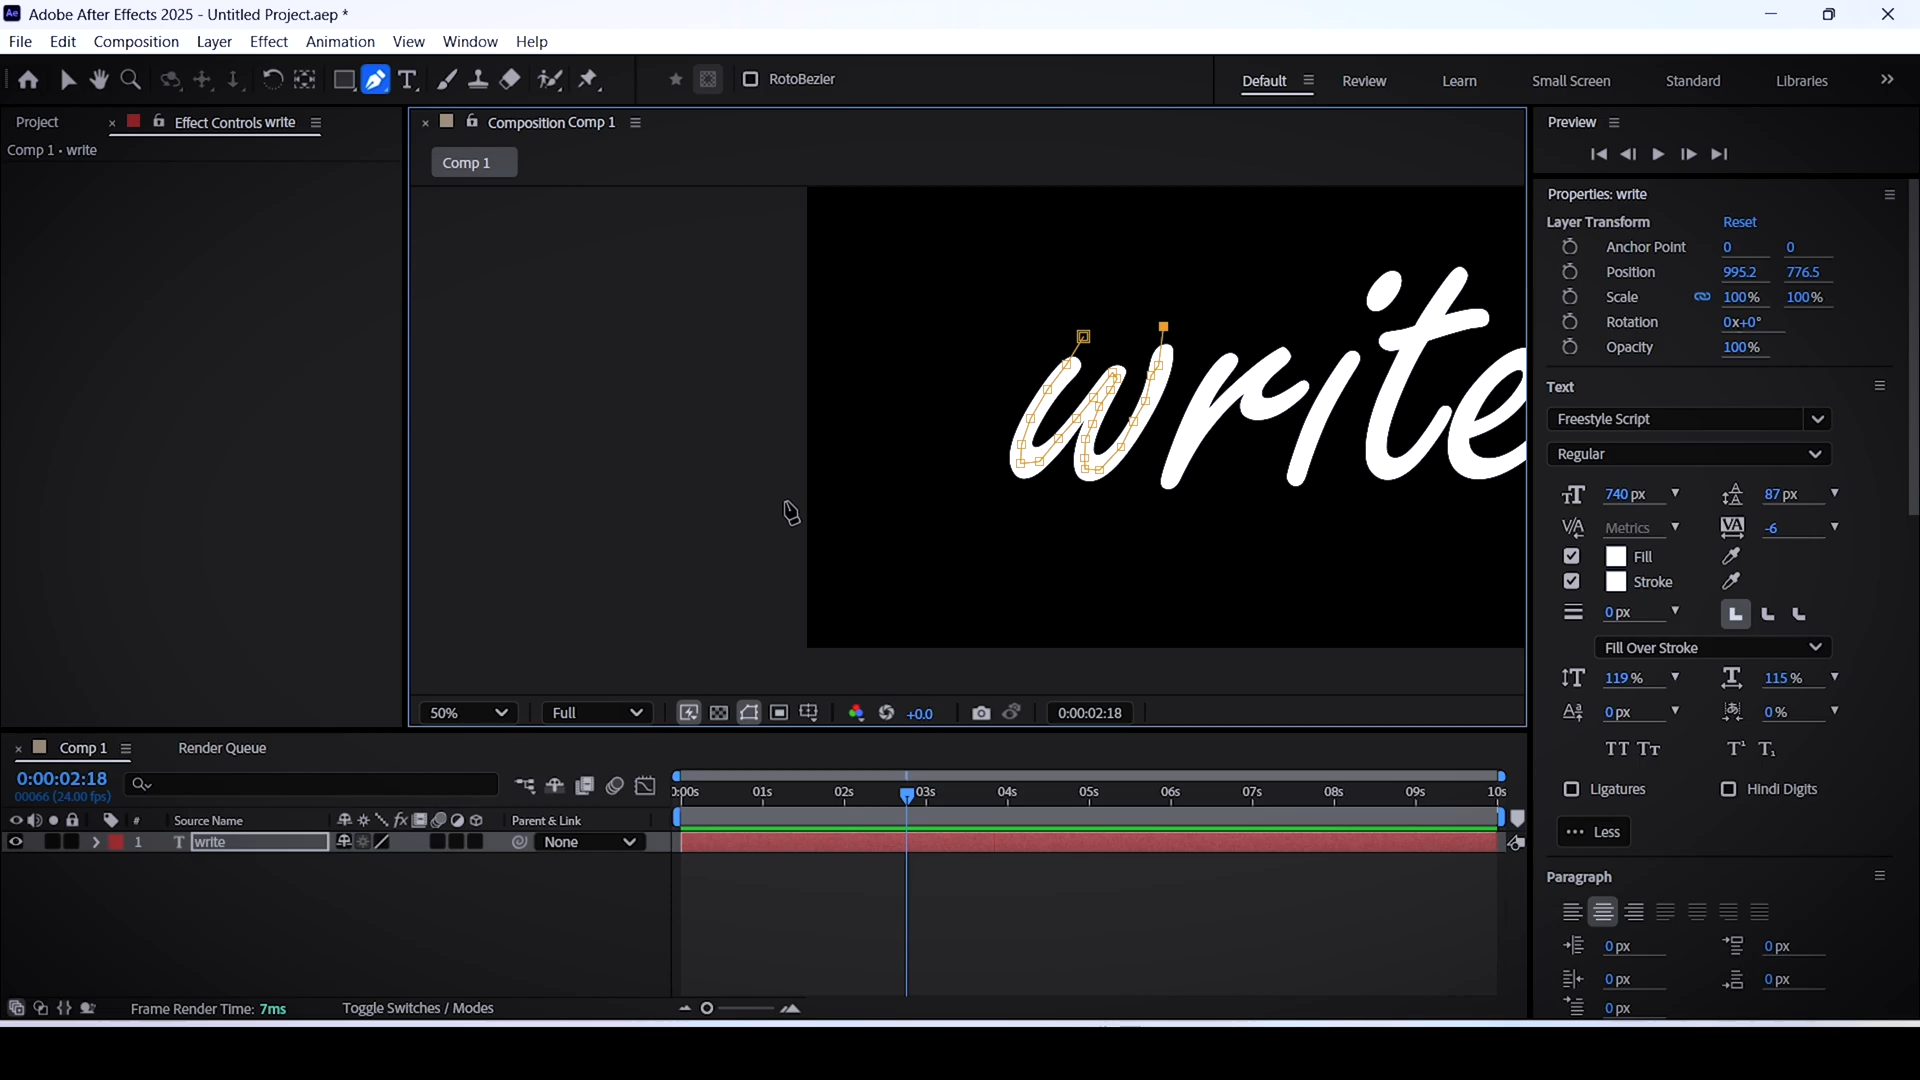 Ae Adobe After Effects 2025 - Untitled Project.aep *
File Edit Composition Layer Effect Animation View Window Help
RotoBezier
Default Review Learn Small Screen Standard Libraries
Project Effect Controls write
Comp 1 • write
Composition Comp 1
Comp 1
write
50% Full +0.0 0:00:02:18
Preview
Properties: write
Layer Transform Reset
Anchor Point 0 0
Position 995.2 776.5
Scale 100% 100%
Rotation 0x+0°
Opacity 100%
Text
Freestyle Script
Regular
740 px 87 px
Metrics -6
Fill
Stroke
0 px
Fill Over Stroke
119 % 115 %
0 px 0 %
Ligatures Hindi Digits
Less
Paragraph
0 px 0 px
0 px 0 px
0 px
Comp 1 Render Queue
0:00:02:18
00066 (24.00 fps)
01s 02s 03s 04s 05s 06s 07s 08s 09s 10s
# Source Name Parent & Link
1 T write None
Frame Render Time: 7ms Toggle Switches / Modes